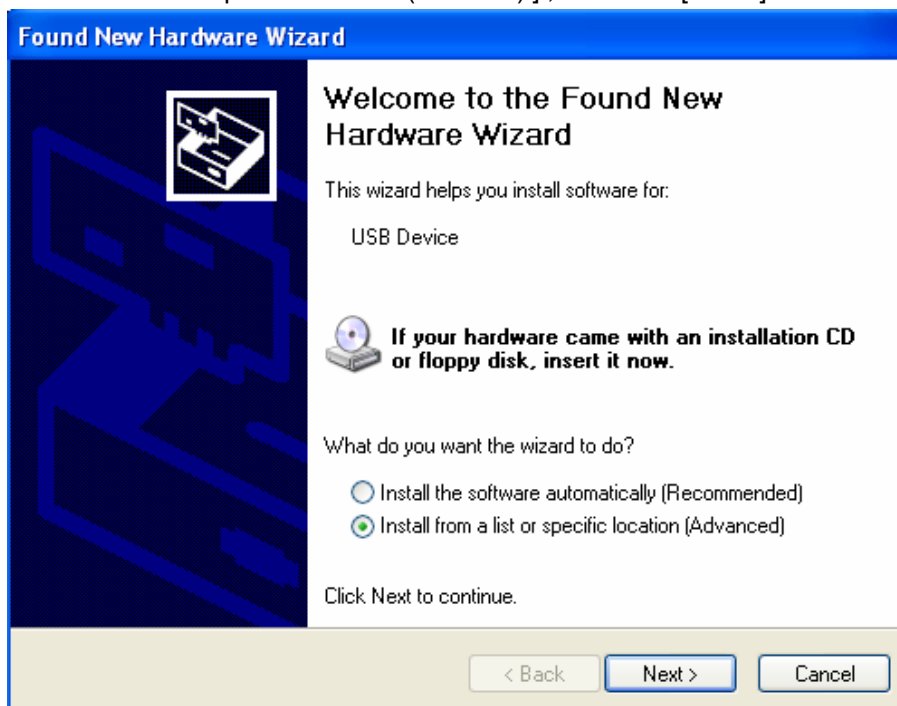 Found New Hardware Wizard
Welcome to the Found New
Hardware Wizard
This wizard helps you install software for:
USB Device
If your hardware came with an installation CD
or floppy disk, insert it now.
What do you want the wizard to do?
Install the software automatically (Recommended)
Install from a list or specific location (Advanced)
Click Next to continue.
< Back Next > Cancel